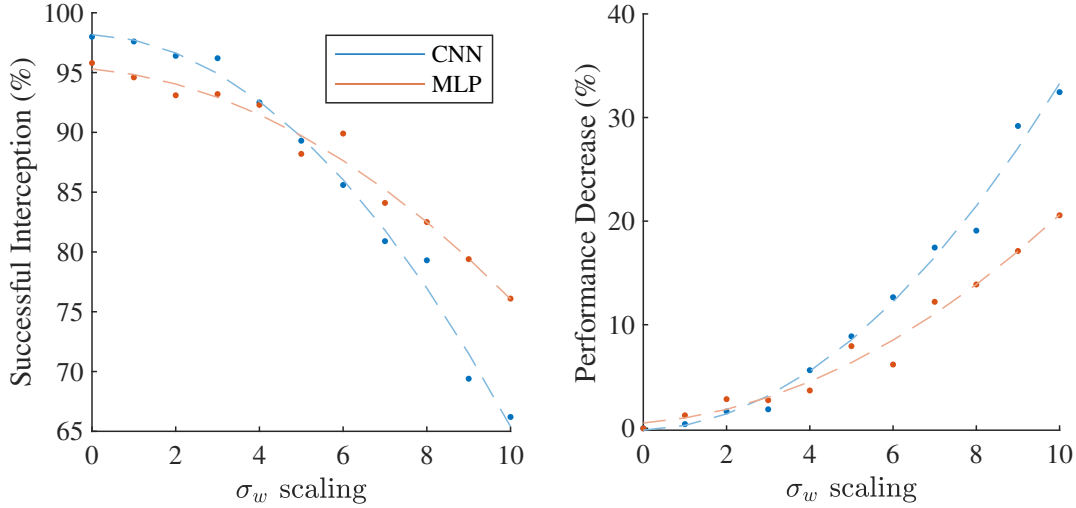 100
95
90
85
80
75
70
65
Successful Interception (%)
CNN
MLP
0 2 4 6 8 10
σ_w scaling
40
30
20
10
0
Performance Decrease (%)
0 2 4 6 8 10
σ_w scaling